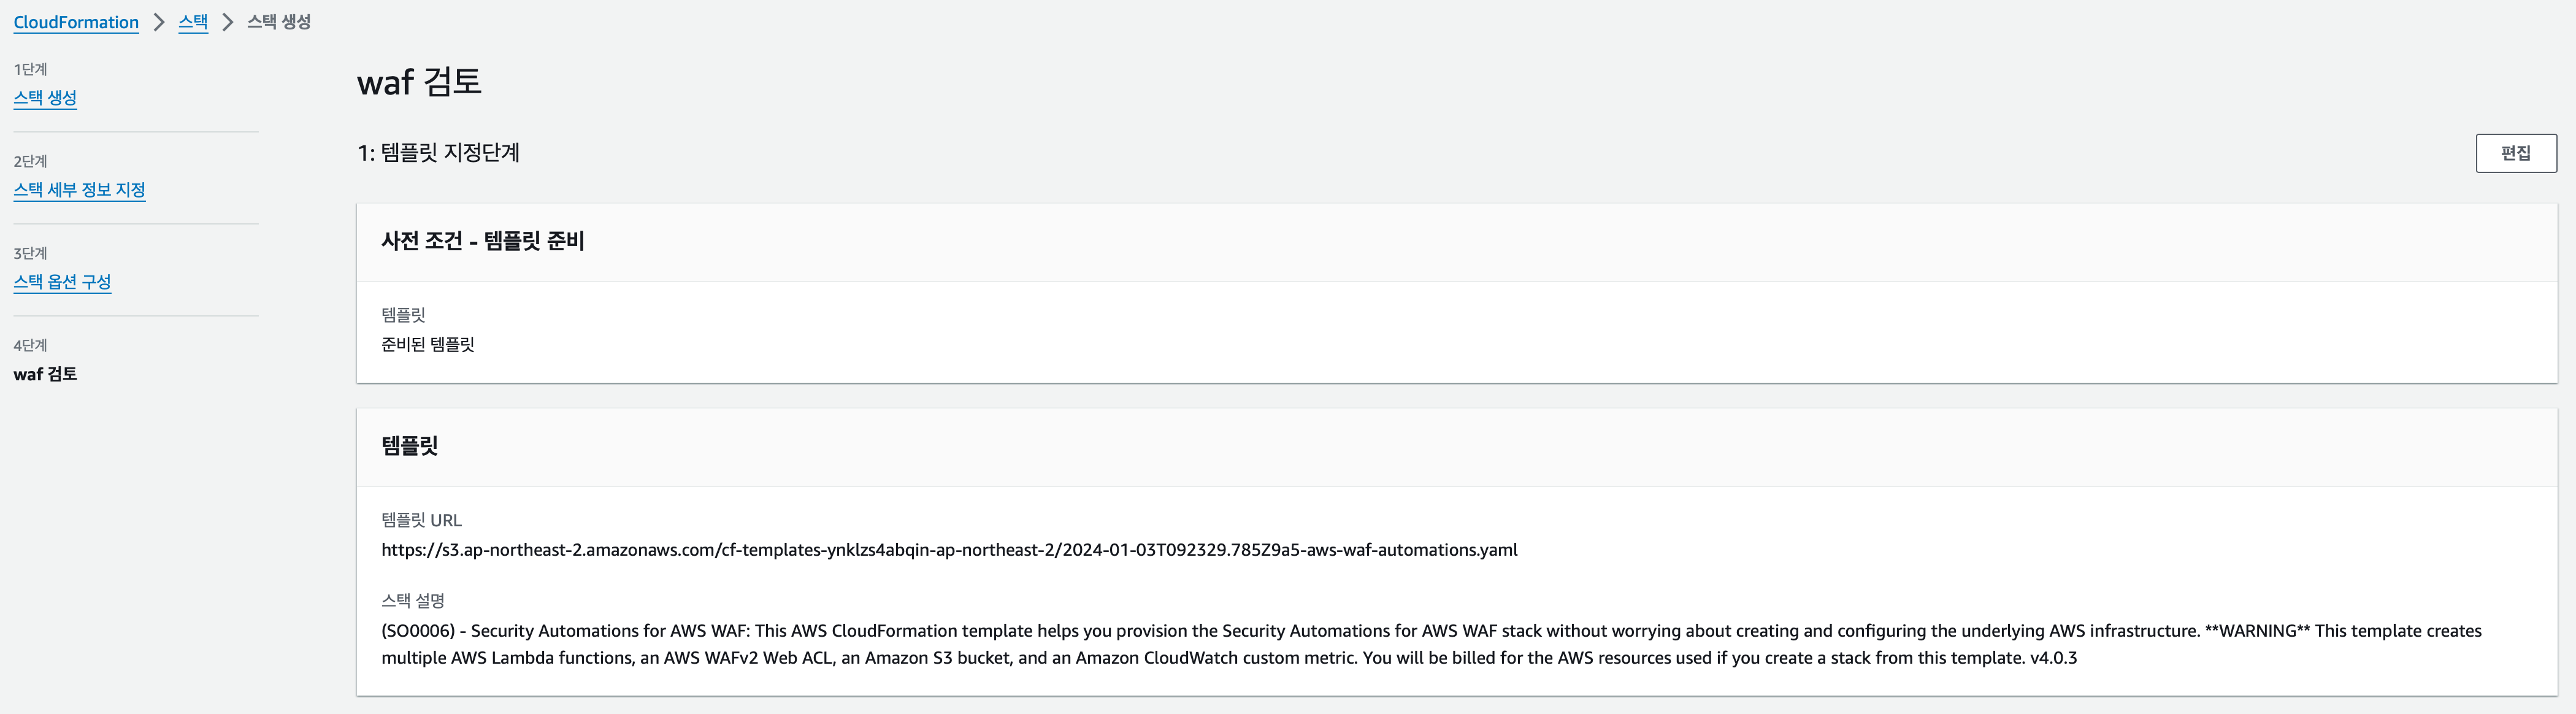 CloudFormation > 스택 > 스택 생성
1단계
스택 생성
2단계
스택 세부 정보 지정
3단계
스택 옵션 구성
4단계
waf 검토
waf 검토
1: 템플릿 지정단계
편집
사전 조건 - 템플릿 준비
템플릿
준비된 템플릿
템플릿
템플릿 URL
https://s3.ap-northeast-2.amazonaws.com/cf-templates-ynklzs4abqin-ap-northeast-2/2024-01-03T092329.785Z9a5-aws-waf-automations.yaml
스택 설명
(SO0006) - Security Automations for AWS WAF: This AWS CloudFormation template helps you provision the Security Automations for AWS WAF stack without worrying about creating and configuring the underlying AWS infrastructure. **WARNING** This template creates
multiple AWS Lambda functions, an AWS WAFv2 Web ACL, an Amazon S3 bucket, and an Amazon CloudWatch custom metric. You will be billed for the AWS resources used if you create a stack from this template. v4.0.3